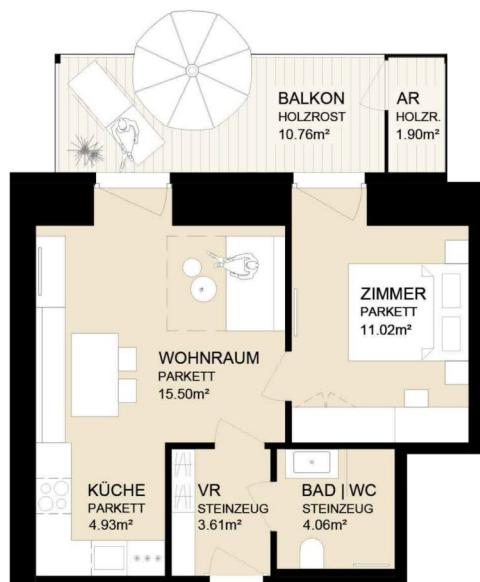 BALKON
HOLZROST
10.76m²
AR
HOLZR.
1.90m²
ZIMMER
PARKETT
11.02m²
WOHNRAUM
PARKETT
15.50m²
KÜCHE
PARKETT
4.93m²
VR
STEINZEUG
3.61m²
BAD | WC
STEINZEUG
4.06m²